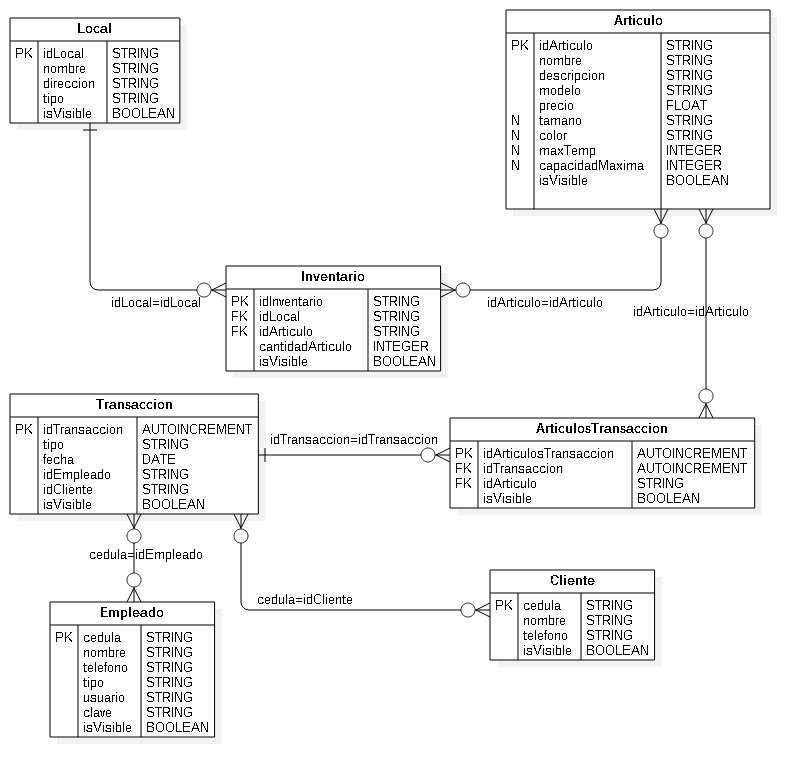 Local
PK idLocal STRING
nombre STRING
direccion STRING
tipo STRING
isVisible BOOLEAN
Articulo
PK idArticulo STRING
nombre STRING
descripcion STRING
modelo STRING
precio FLOAT
N tamano STRING
N color STRING
N maxTemp INTEGER
N capacidadMaxima INTEGER
isVisible BOOLEAN
Inventario
PK idInventario STRING
FK idLocal STRING
FK idArticulo STRING
cantidadArticulo INTEGER
isVisible BOOLEAN
idLocal=idLocal
idArticulo=idArticulo
idArticulo=idArticulo
Transaccion
PK idTransaccion AUTOINCREMENT
tipo STRING
fecha DATE
idEmpleado STRING
idCliente STRING
isVisible BOOLEAN
idTransaccion=idTransaccion
ArticulosTransaccion
PK idArticulosTransaccion AUTOINCREMENT
FK idTransaccion AUTOINCREMENT
FK idArticulo STRING
isVisible BOOLEAN
cedula=idEmpleado
cedula=idCliente
Cliente
PK cedula STRING
nombre STRING
telefono STRING
isVisible BOOLEAN
Empleado
PK cedula STRING
nombre STRING
telefono STRING
tipo STRING
usuario STRING
clave STRING
isVisible BOOLEAN